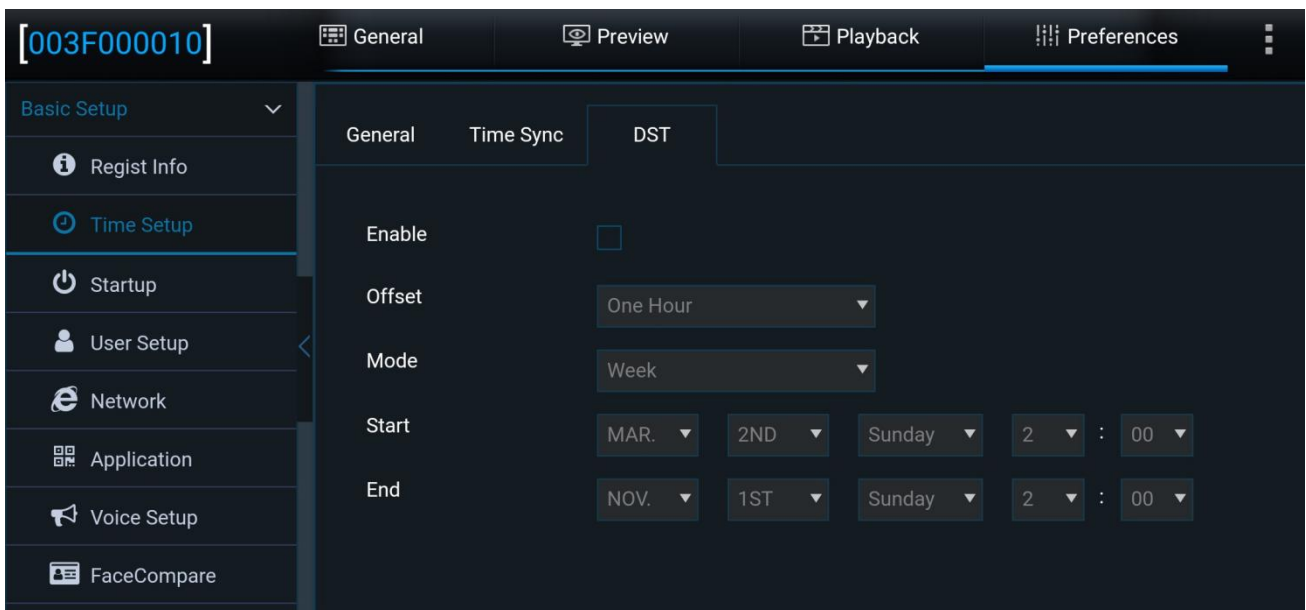 [003F000010]
General
Preview
Playback
Preferences
Basic Setup
Regist Info
Time Setup
Startup
User Setup
Network
Application
Voice Setup
FaceCompare
General Time Sync DST
Enable
Offset One Hour
Mode Week
Start MAR. 2ND Sunday 2 : 00
End NOV. 1ST Sunday 2 : 00